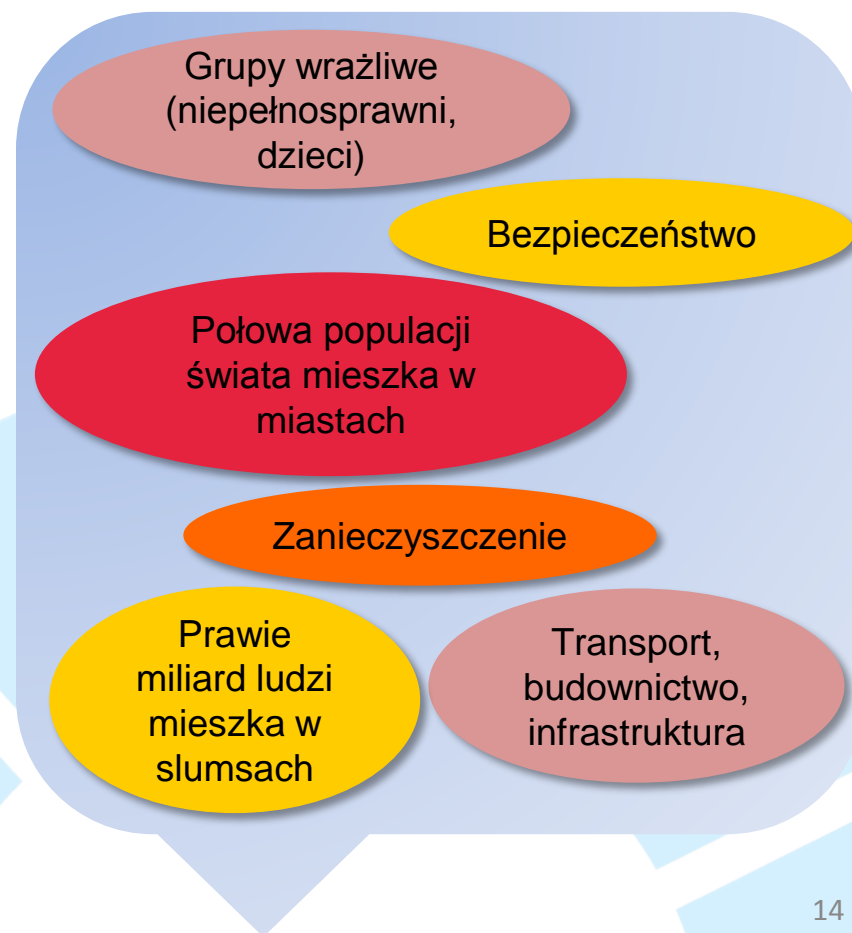 Grupy wrażliwe
(niepełnosprawni,
dzieci)
Bezpieczeństwo
Połowa populacji
świata mieszka w
miastach
Zanieczyszczenie
Prawie
miliard ludzi
mieszka w
slumsach
Transport,
budownictwo,
infrastruktura
14